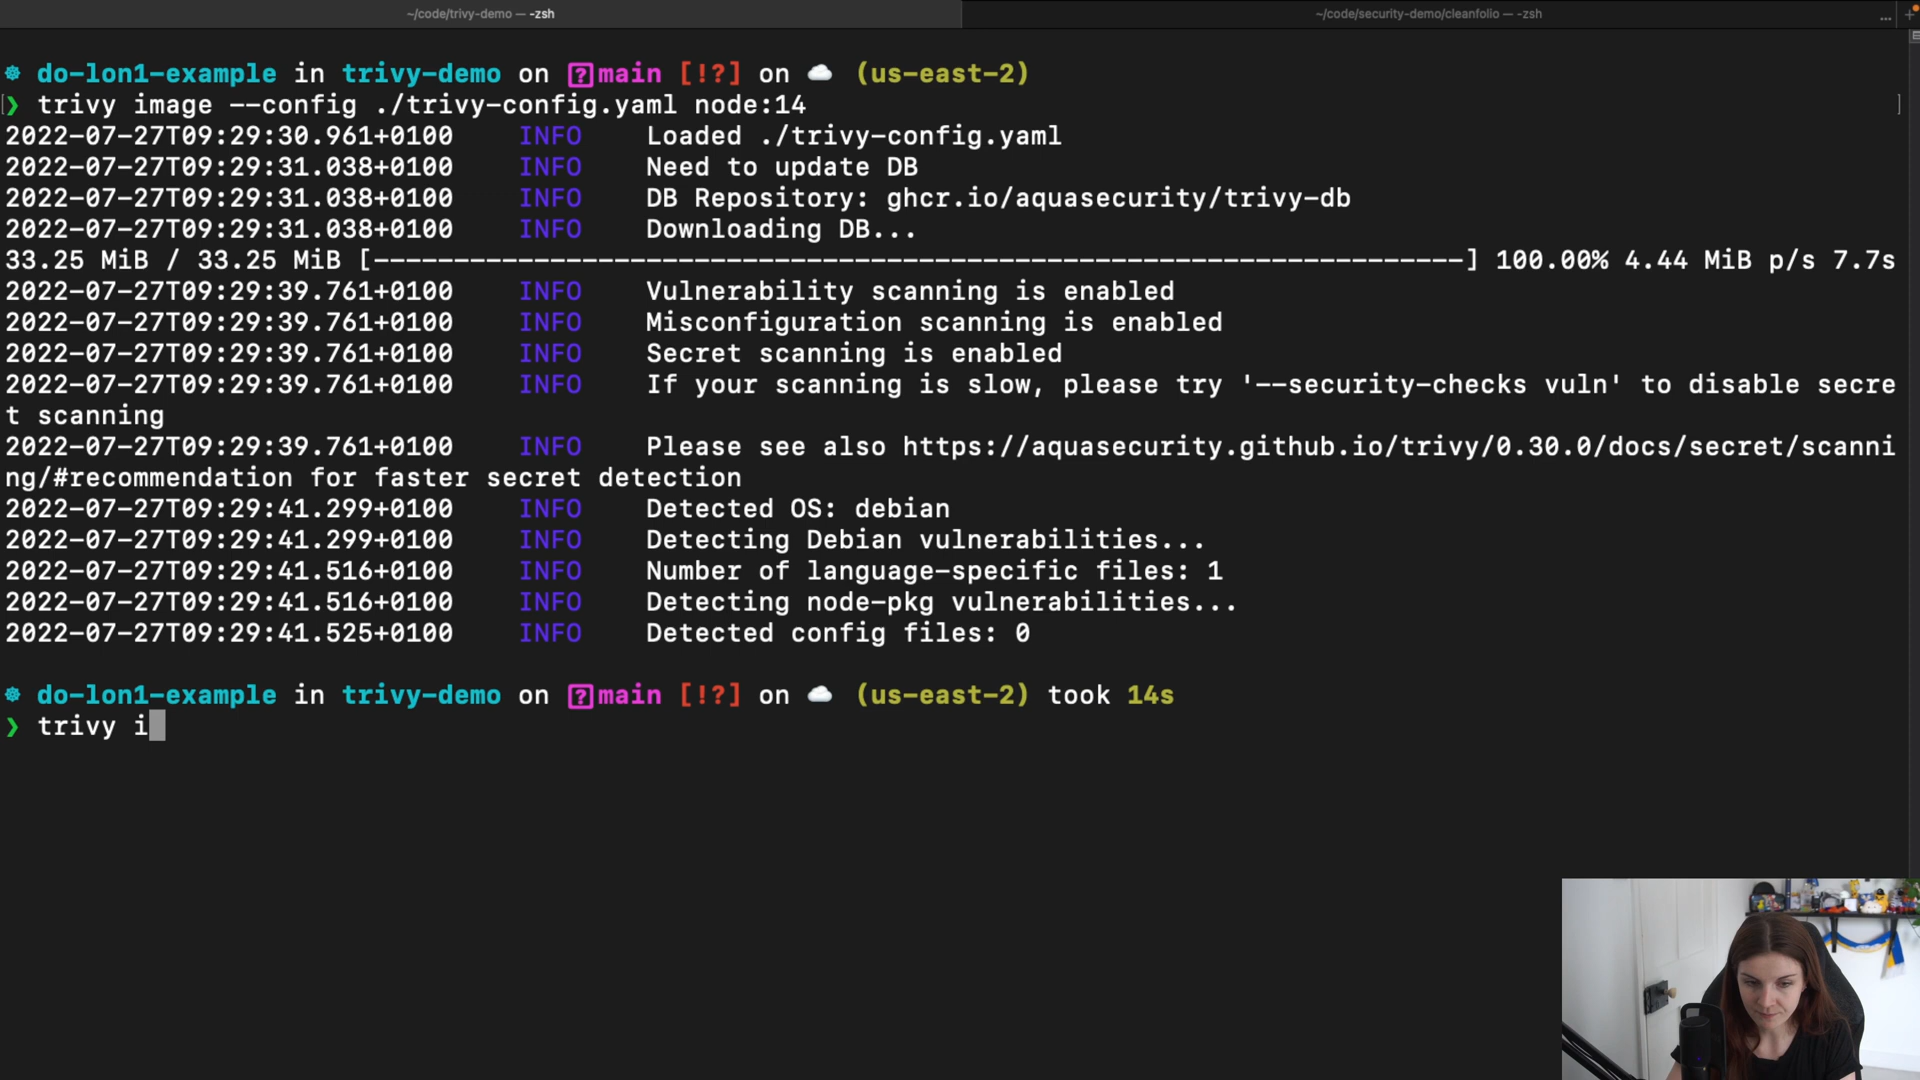 ~/code/trivy-demo — -zsh
~/code/security-demo/cleanfolio — -zsh
do-lon1-example in trivy-demo on [?]main [!?] on ☁️ (us-east-2)
❯ trivy image --config ./trivy-config.yaml node:14
2022-07-27T09:29:30.961+0100 INFO Loaded ./trivy-config.yaml
2022-07-27T09:29:31.038+0100 INFO Need to update DB
2022-07-27T09:29:31.038+0100 INFO DB Repository: ghcr.io/aquasecurity/trivy-db
2022-07-27T09:29:31.038+0100 INFO Downloading DB...
33.25 MiB / 33.25 MiB [--------------------------------------------------------------------] 100.00% 4.44 MiB p/s 7.7s
2022-07-27T09:29:39.761+0100 INFO Vulnerability scanning is enabled
2022-07-27T09:29:39.761+0100 INFO Misconfiguration scanning is enabled
2022-07-27T09:29:39.761+0100 INFO Secret scanning is enabled
2022-07-27T09:29:39.761+0100 INFO If your scanning is slow, please try '--security-checks vuln' to disable secre
t scanning
2022-07-27T09:29:39.761+0100 INFO Please see also https://aquasecurity.github.io/trivy/0.30.0/docs/secret/scanni
ng/#recommendation for faster secret detection
2022-07-27T09:29:41.299+0100 INFO Detected OS: debian
2022-07-27T09:29:41.299+0100 INFO Detecting Debian vulnerabilities...
2022-07-27T09:29:41.516+0100 INFO Number of language-specific files: 1
2022-07-27T09:29:41.516+0100 INFO Detecting node-pkg vulnerabilities...
2022-07-27T09:29:41.525+0100 INFO Detected config files: 0
do-lon1-example in trivy-demo on [?]main [!?] on ☁️ (us-east-2) took 14s
❯ trivy i